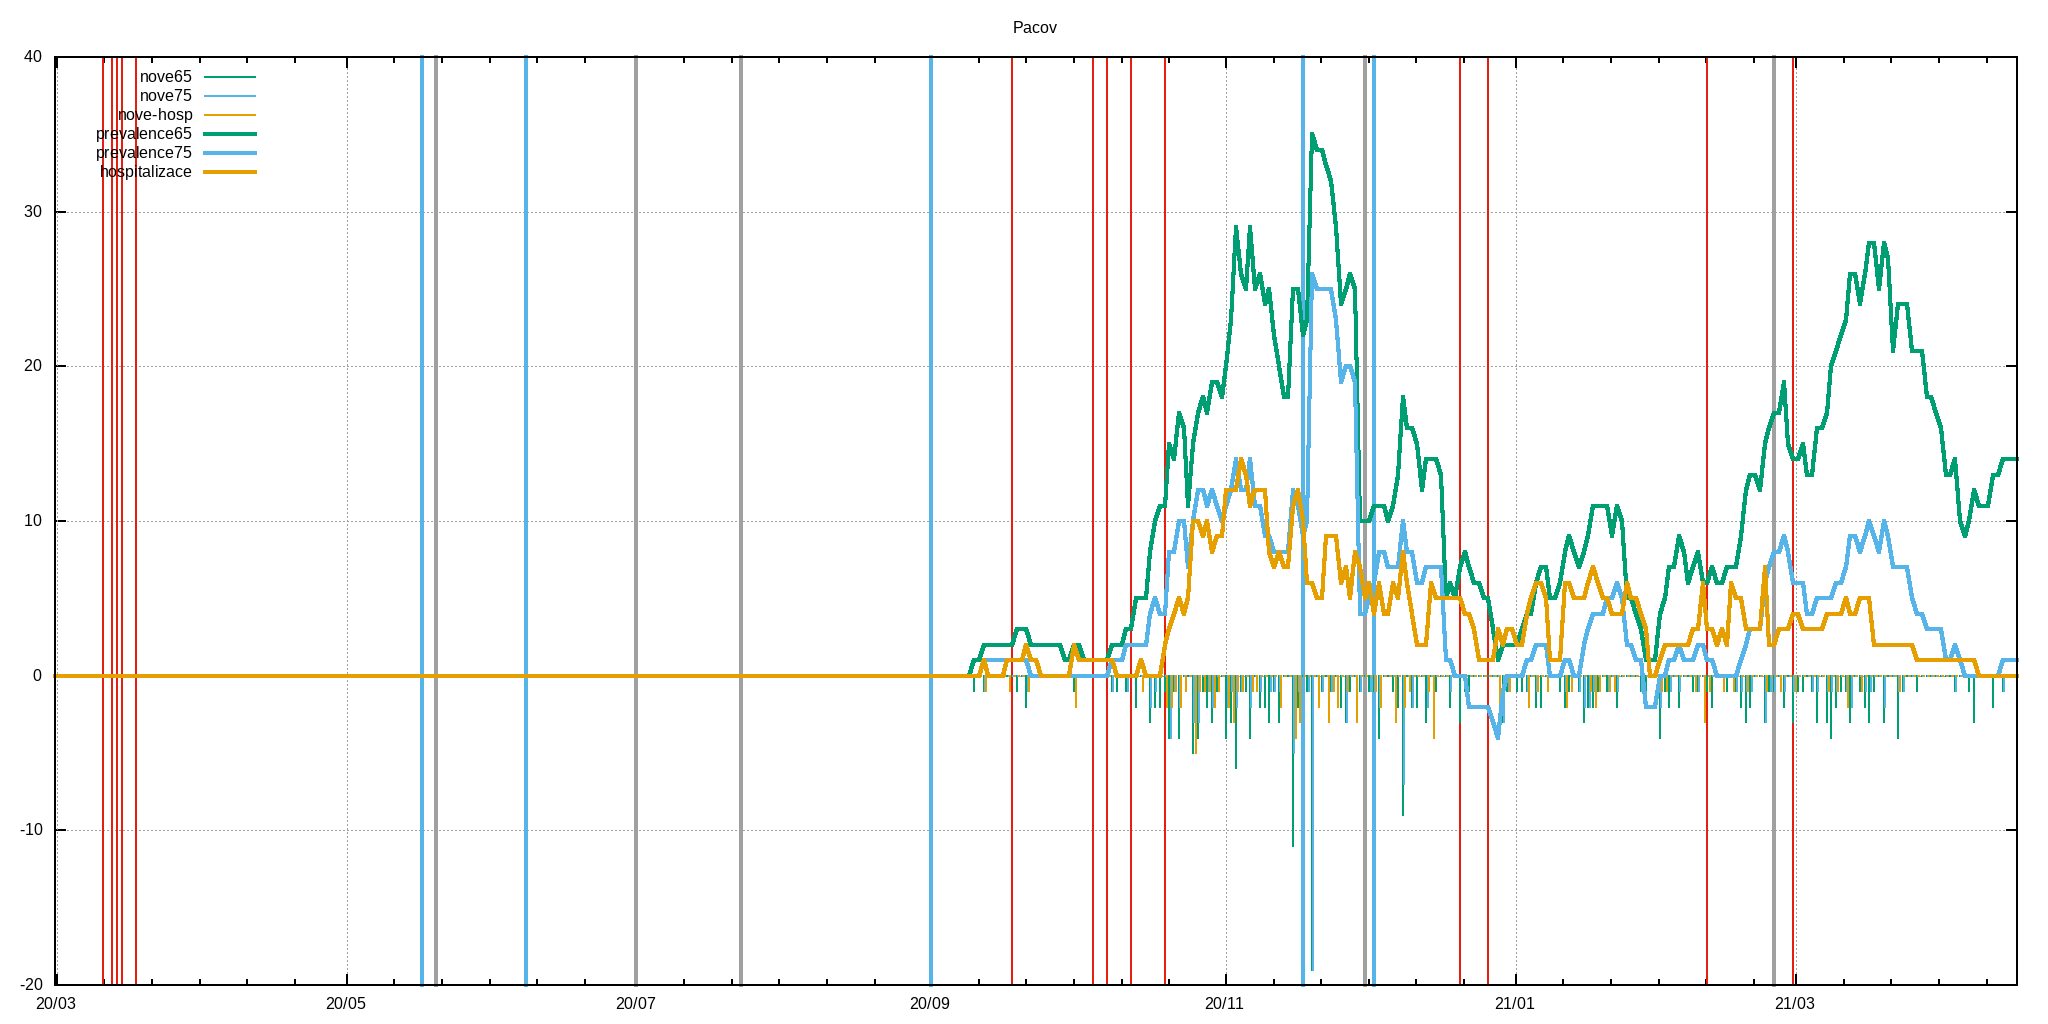 Pacov
40
nove65
nove75
nove-hosp
prevalence65
prevalence75
hospitalizace
30
20
10
0
-10
-20
20/03 20/05 20/07 20/09 20/11 21/01 21/03